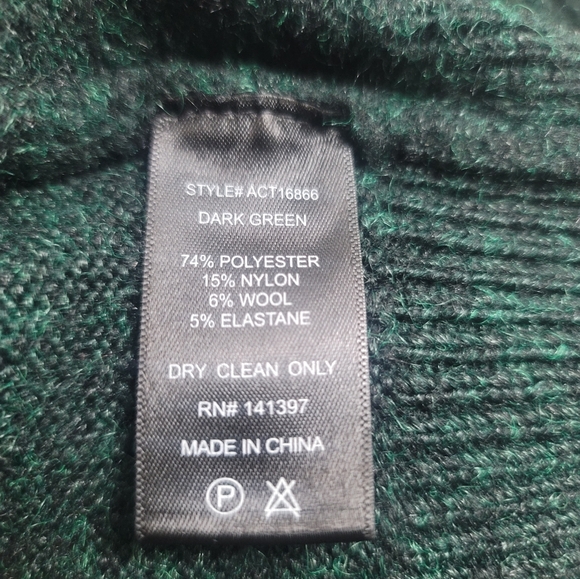 STYLE# ACT16866
DARK GREEN
74% POLYESTER
15% NYLON
6% WOOL
5% ELASTANE
DRY CLEAN ONLY
RN# 141397
MADE IN CHINA
P